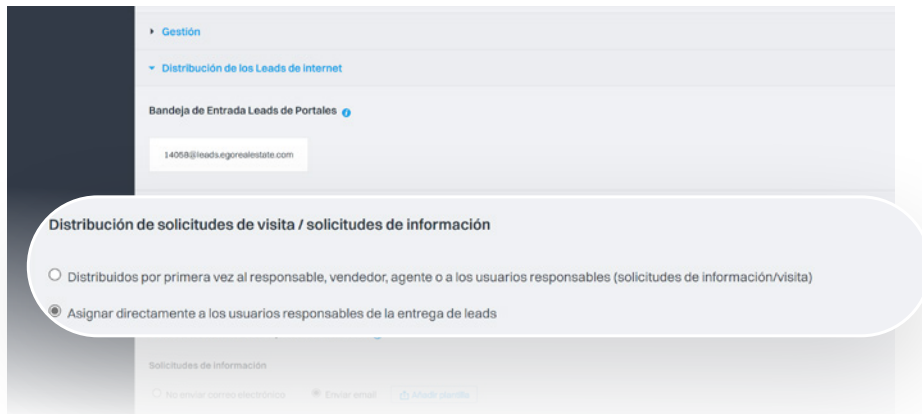 Gestión
Distribución de los Leads de internet
Bandeja de Entrada Leads de Portales
14058@leads.egorealestate.com
Distribución de solicitudes de visita / solicitudes de información
Distribuidos por primera vez al responsable, vendedor, agente o a los usuarios responsables (solicitudes de información/visita)
Asignar directamente a los usuarios responsables de la entrega de leads
Solicitudes de información
No enviar correo electrónico Enviar email Añadir plantilla